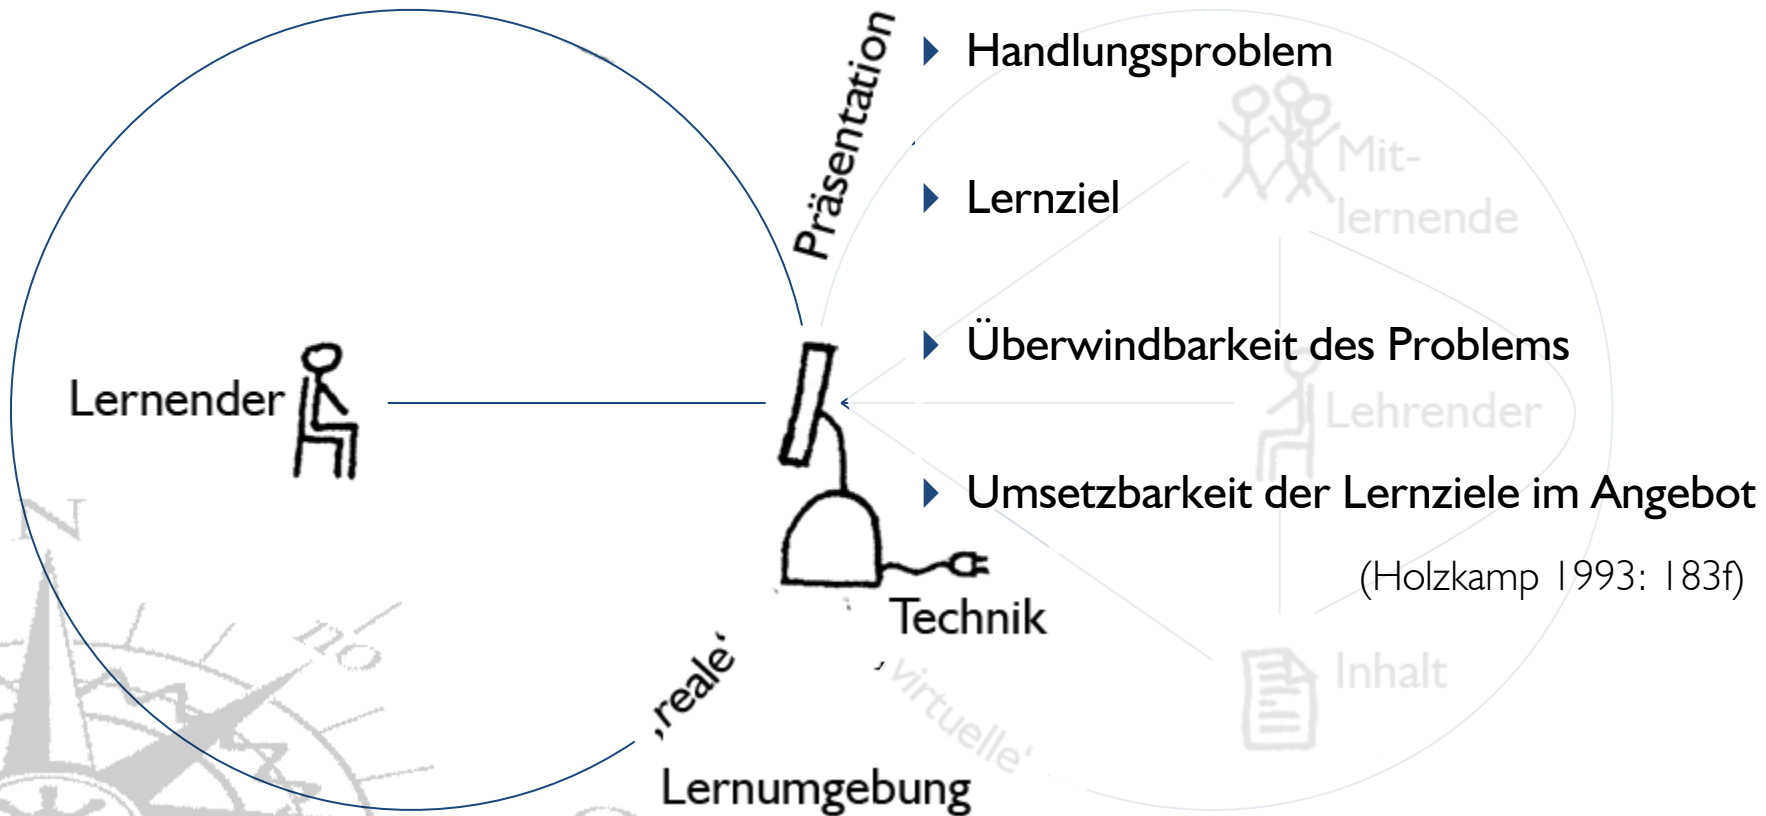 Präsentation
Handlungsproblem
Mit-
lernende
Lernziel
Überwindbarkeit des Problems
Lernender
Lehrender
Umsetzbarkeit der Lernziele im Angebot
(Holzkamp 1993: 183f)
N
no
Technik
‚reale‘
‚virtuelle‘
Inhalt
Lernumgebung